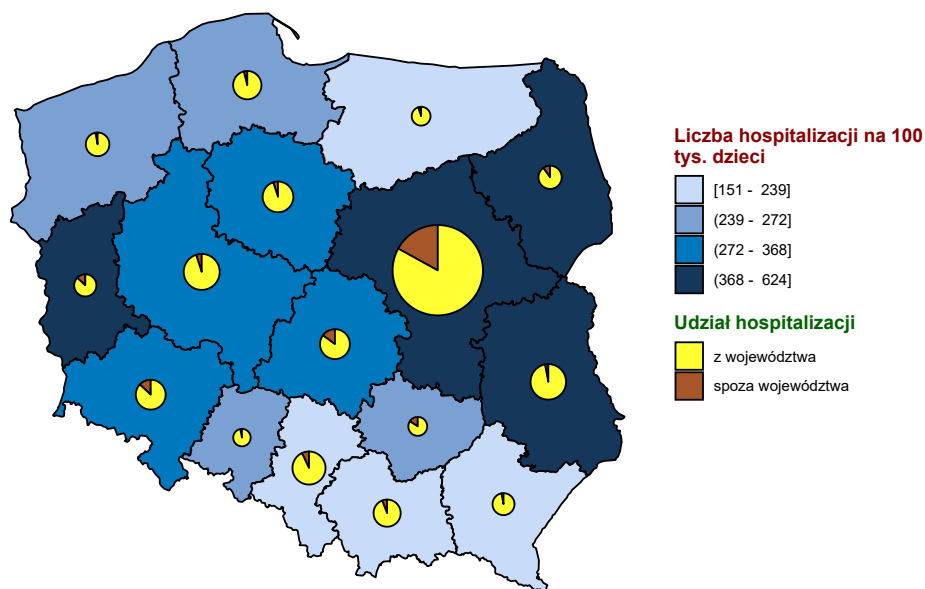 Liczba hospitalizacji na 100
tys. dzieci
[151 - 239]
(239 - 272]
(272 - 368]
(368 - 624]
Udział hospitalizacji
z województwa
spoza województwa